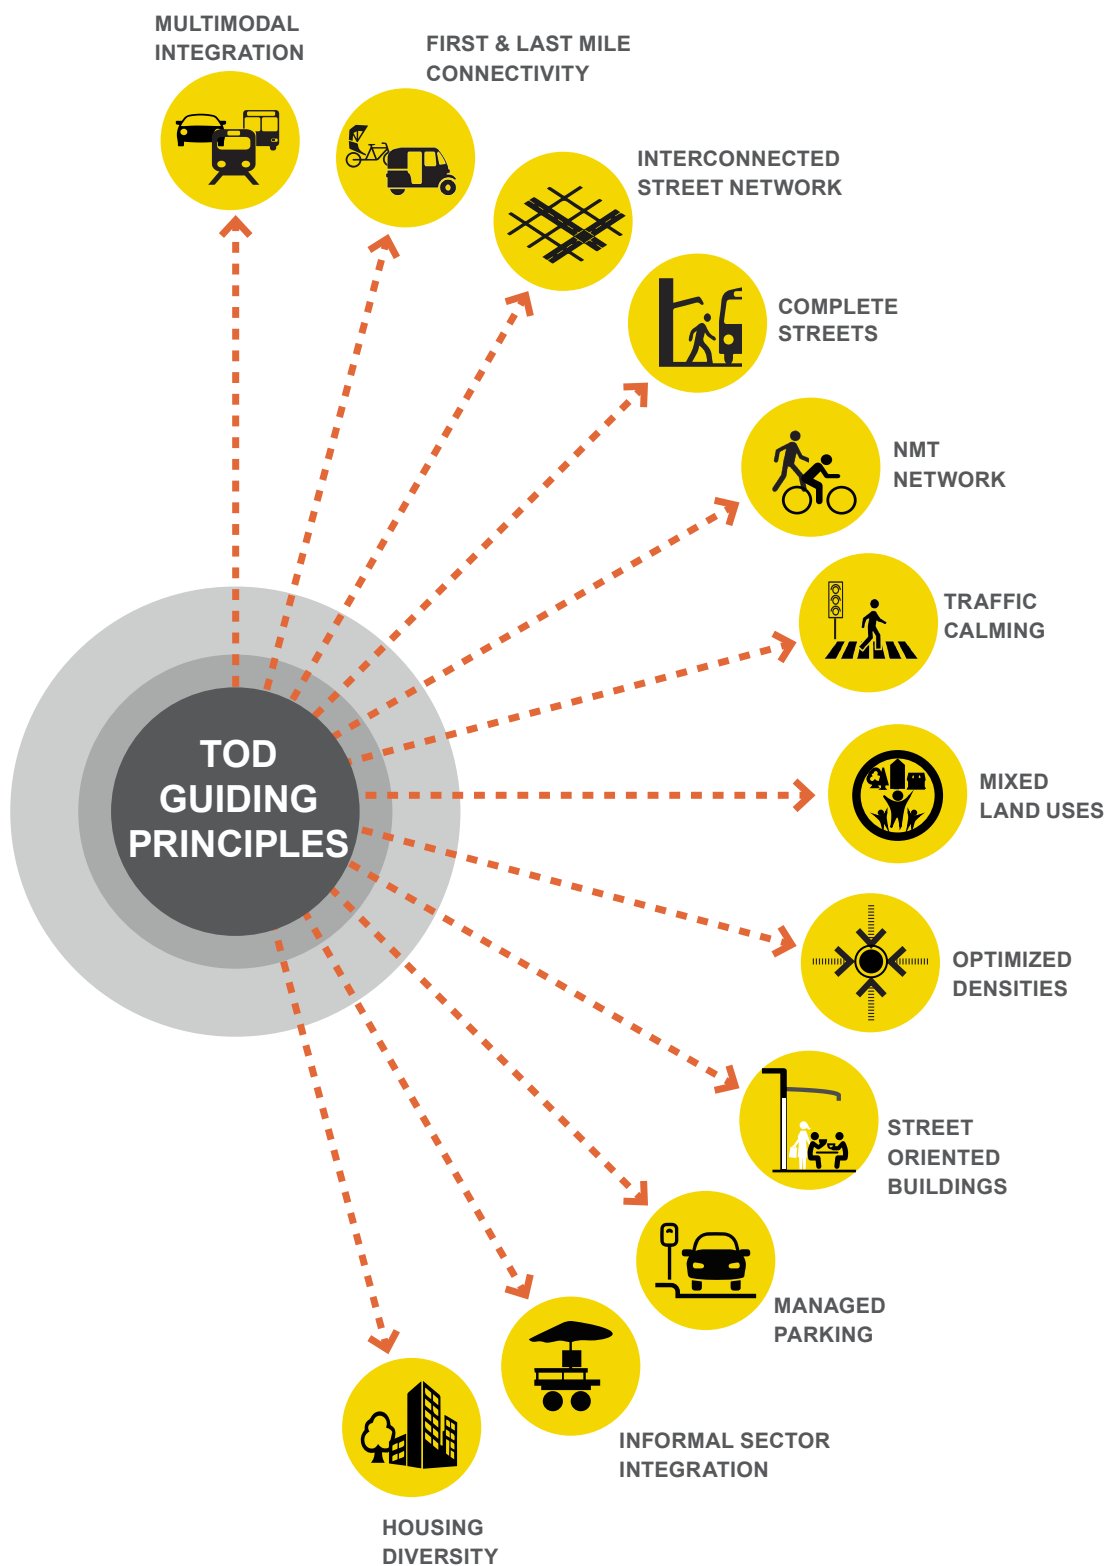 MULTIMODAL
INTEGRATION
FIRST & LAST MILE
CONNECTIVITY
INTERCONNECTED
STREET NETWORK
COMPLETE
STREETS
NMT
NETWORK
TRAFFIC
CALMING
TOD
GUIDING
PRINCIPLES
MIXED
LAND USES
OPTIMIZED
DENSITIES
STREET
ORIENTED
BUILDINGS
MANAGED
PARKING
INFORMAL SECTOR
INTEGRATION
HOUSING
DIVERSITY